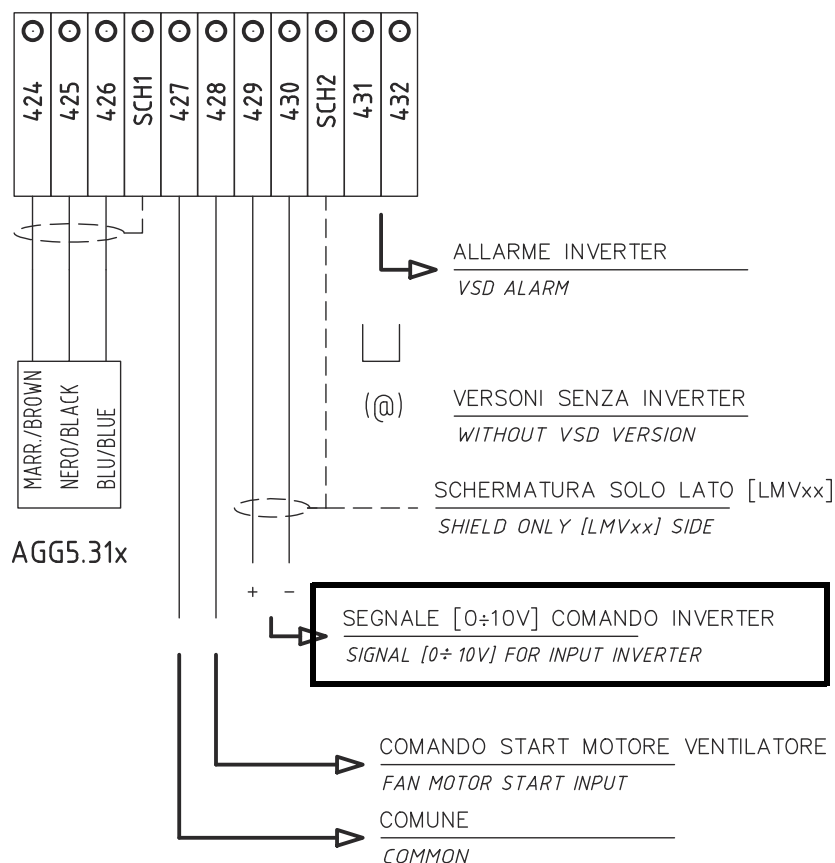 424 425 426 SCH1 427 428 429 430 SCH2 431 432
ALLARME INVERTER
VSD ALARM
MARR./BROWN
NERO/BLACK
BLU/BLUE
(@) VERSONI SENZA INVERTER
WITHOUT VSD VERSION
SCHERMATURA SOLO LATO [LMVxx]
SHIELD ONLY [LMVxx] SIDE
AGG5.31x
+ −
SEGNALE [0÷10V] COMANDO INVERTER
SIGNAL [0÷ 10V] FOR INPUT INVERTER
COMANDO START MOTORE VENTILATORE
FAN MOTOR START INPUT
COMUNE
COMMON